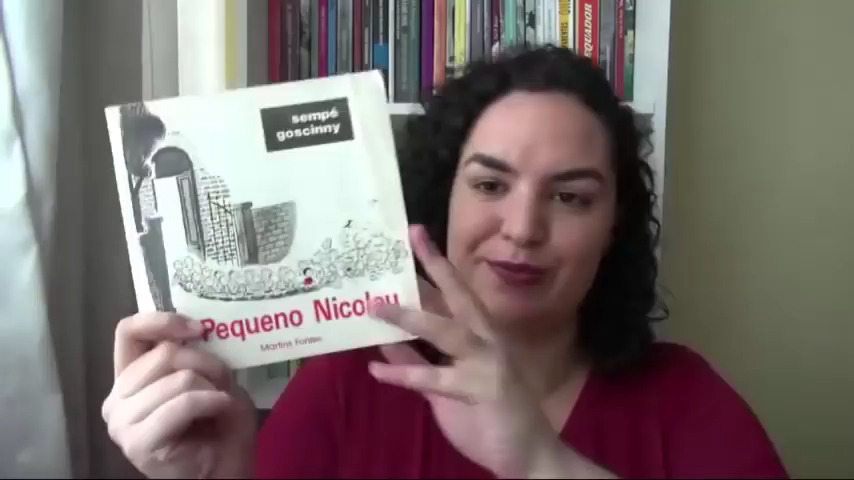 sempé
goscinny
Pequeno Nicolau
Martins Fontes
EQUADOR